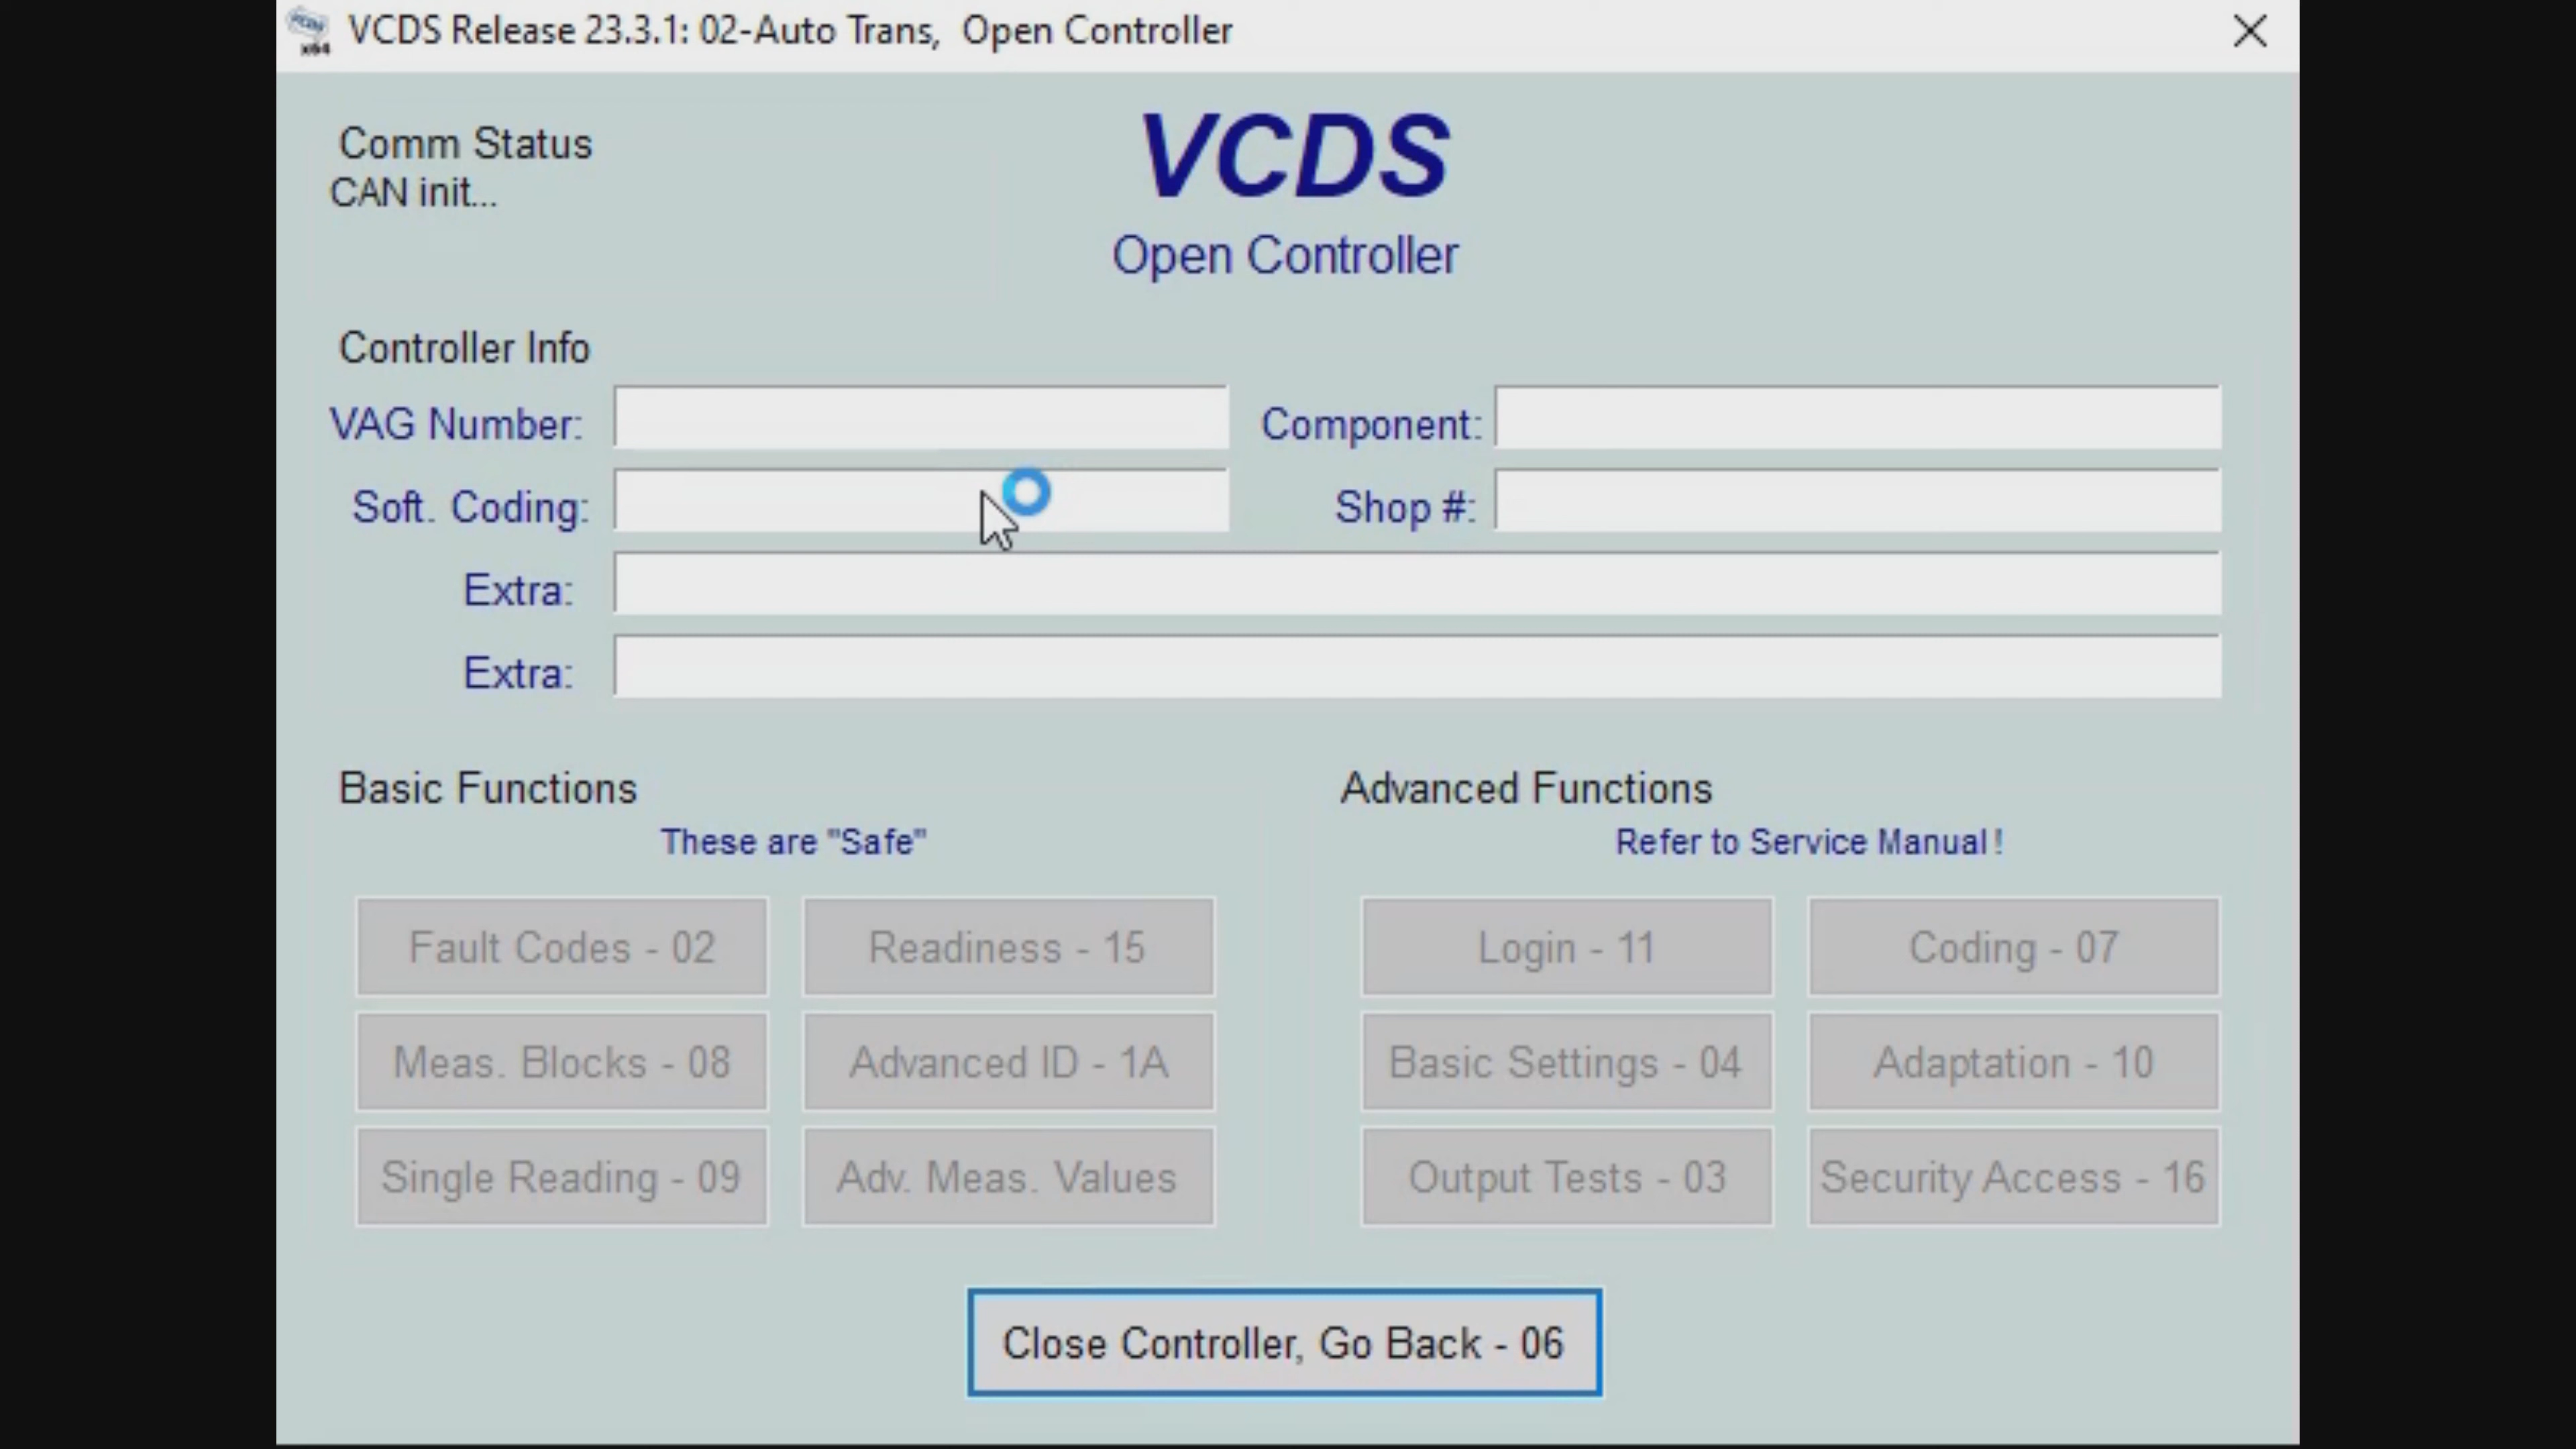 VCDS Release 23.3.1: 02-Auto Trans,  Open Controller
Comm Status
CAN init...
VCDS
Open Controller
Controller Info
VAG Number:
Component:
Soft. Coding:
Shop #:
Extra:
Extra:
Basic Functions
These are "Safe"
Advanced Functions
Refer to Service Manual !
Fault Codes - 02
Readiness - 15
Login - 11
Coding - 07
Meas. Blocks - 08
Advanced ID - 1A
Basic Settings - 04
Adaptation - 10
Single Reading - 09
Adv. Meas. Values
Output Tests - 03
Security Access - 16
Close Controller, Go Back - 06